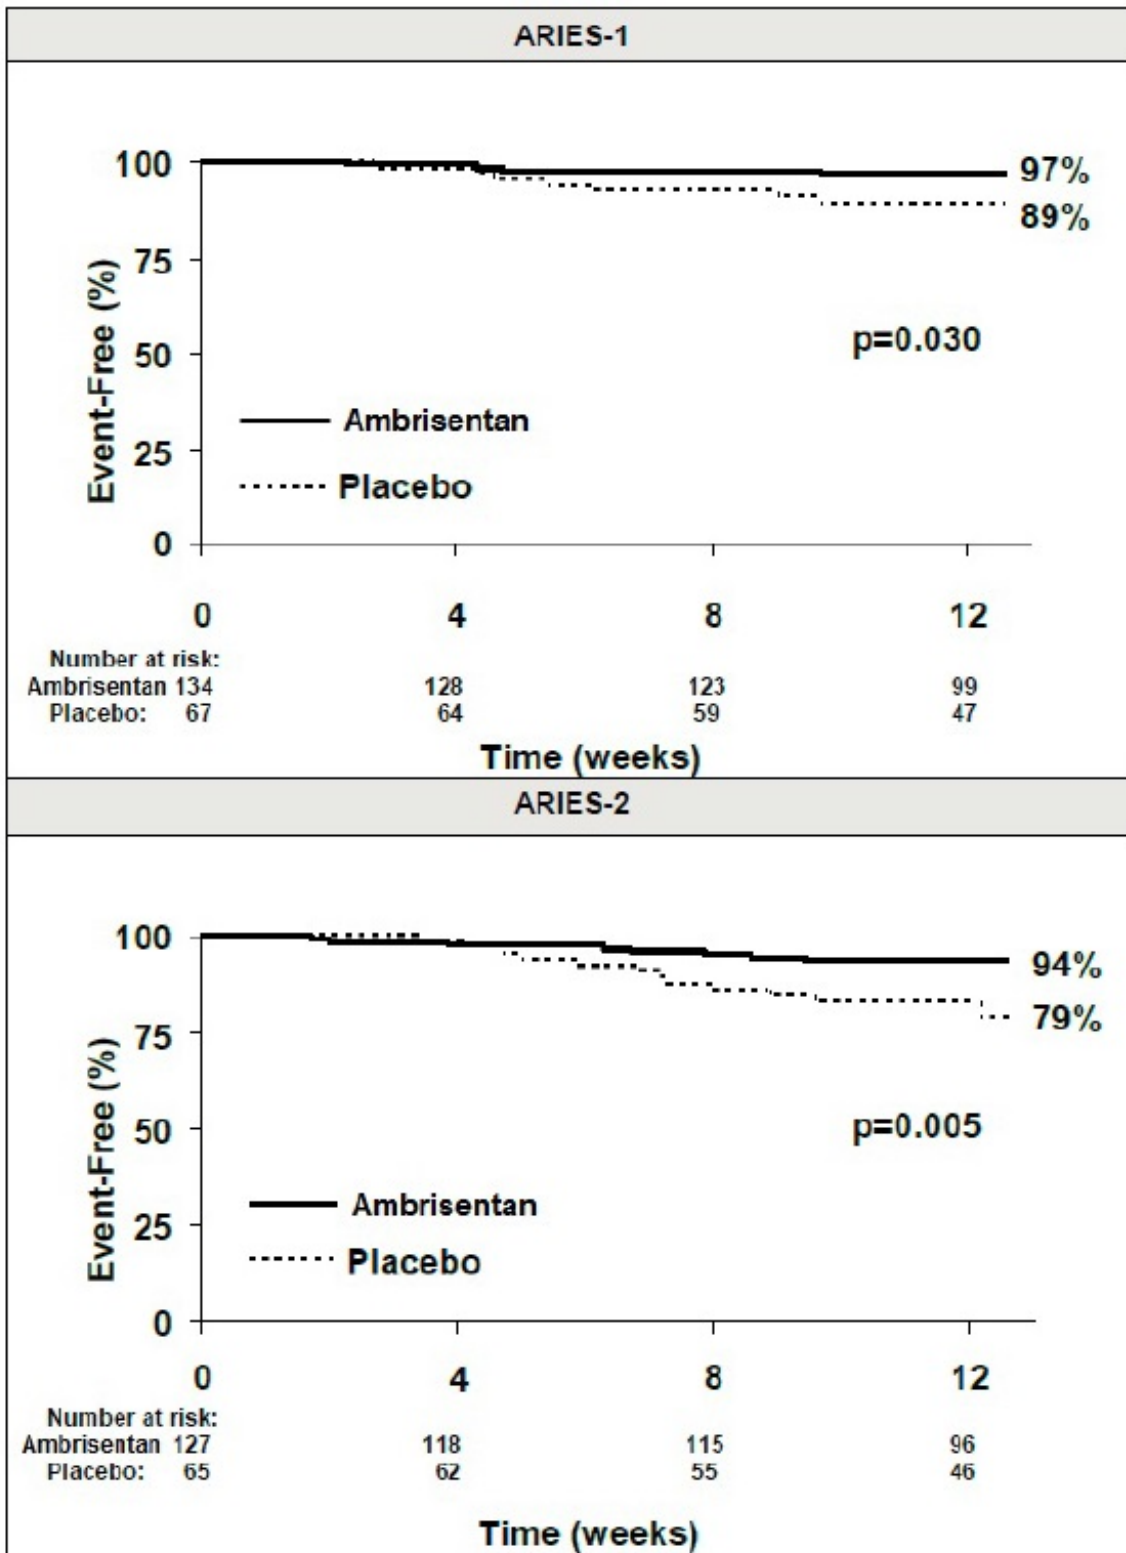 ARIES-1
100
75
50
25
0
Event-Free (%)
97%
89%
p=0.030
Ambrisentan
Placebo
0 4 8 12
Number at risk:
Ambrisentan 134 128 123 99
Placebo: 67 64 59 47
Time (weeks)
ARIES-2
100
75
50
25
0
Event-Free (%)
94%
79%
p=0.005
Ambrisentan
Placebo
0 4 8 12
Number at risk:
Ambrisentan 127 118 115 96
Placebo: 65 62 55 46
Time (weeks)